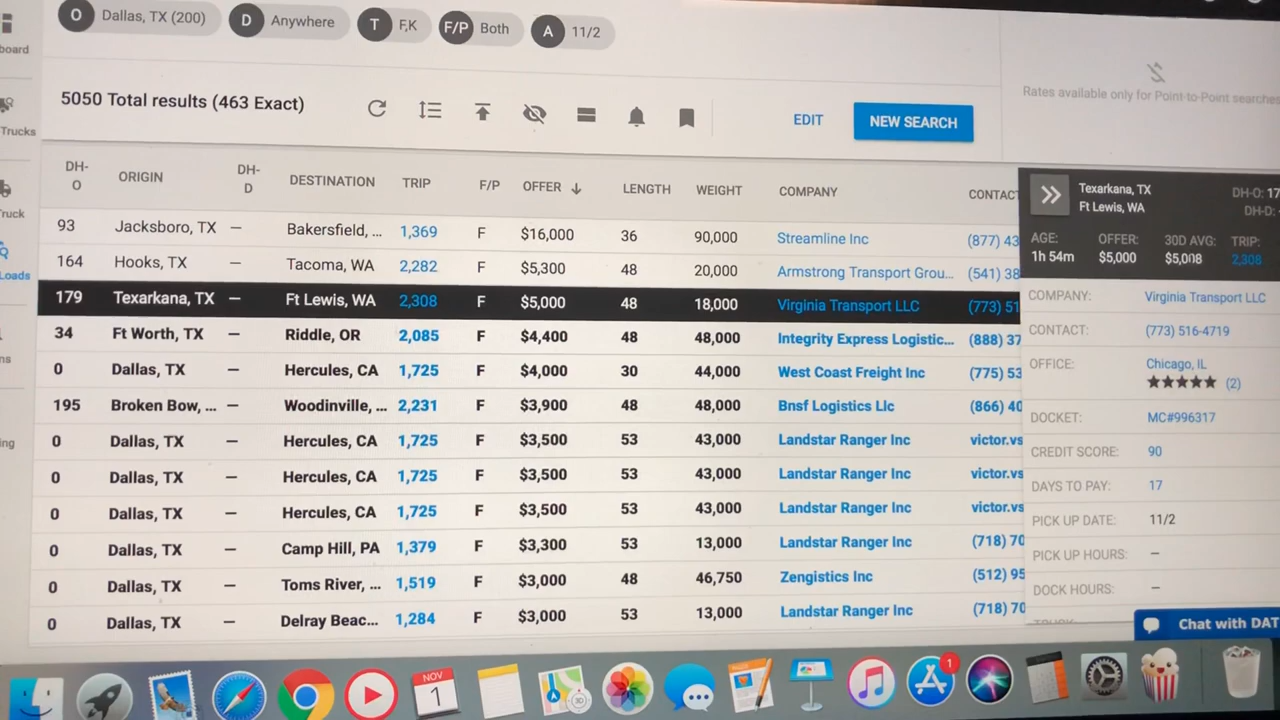 O Dallas, TX (200) D Anywhere T F,K F/P Both A 11/2
board
5050 Total results (463 Exact)
EDIT
NEW SEARCH
Rates available only for Point-to-Point searches
Trucks
DH-O ORIGIN DH-D DESTINATION TRIP F/P OFFER LENGTH WEIGHT COMPANY CONTACT
93 Jacksboro, TX – Bakersfield, ... 1,369 F $16,000 36 90,000 Streamline Inc (877) 43
164 Hooks, TX – Tacoma, WA 2,282 F $5,300 48 20,000 Armstrong Transport Grou... (541) 38
179 Texarkana, TX – Ft Lewis, WA 2,308 F $5,000 48 18,000 Virginia Transport LLC (773) 51
34 Ft Worth, TX – Riddle, OR 2,085 F $4,400 48 48,000 Integrity Express Logistic... (888) 37
0 Dallas, TX – Hercules, CA 1,725 F $4,000 30 44,000 West Coast Freight Inc (775) 53
195 Broken Bow, ... – Woodinville, ... 2,231 F $3,900 48 48,000 Bnsf Logistics Llc (866) 40
0 Dallas, TX – Hercules, CA 1,725 F $3,500 53 43,000 Landstar Ranger Inc victor.vs
0 Dallas, TX – Hercules, CA 1,725 F $3,500 53 43,000 Landstar Ranger Inc victor.vs
0 Dallas, TX – Hercules, CA 1,725 F $3,500 53 43,000 Landstar Ranger Inc victor.vs
0 Dallas, TX – Camp Hill, PA 1,379 F $3,300 53 13,000 Landstar Ranger Inc (718) 70
0 Dallas, TX – Toms River, ... 1,519 F $3,000 48 46,750 Zengistics Inc (512) 95
0 Dallas, TX – Delray Beac... 1,284 F $3,000 53 13,000 Landstar Ranger Inc (718) 70
ruck
Loads
ns
ing
Texarkana, TX DH-O: 17
Ft Lewis, WA DH-D:
AGE: OFFER: 30D AVG: TRIP:
1h 54m $5,000 $5,008 2,308
COMPANY: Virginia Transport LLC
CONTACT: (773) 516-4719
OFFICE: Chicago, IL
★★★★★ (2)
DOCKET: MC#996317
CREDIT SCORE: 90
DAYS TO PAY: 17
PICK UP DATE: 11/2
PICK UP HOURS: –
DOCK HOURS: –
Chat with DAT
NOV
1
1